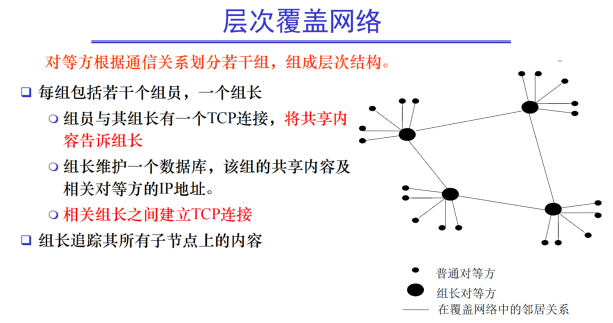 层次覆盖网络
对等方根据通信关系划分若干组，组成层次结构。
每组包括若干个组员，一个组长
组员与其组长有一个TCP连接，将共享内
容告诉组长
组长维护一个数据库，该组的共享内容及
相关对等方的IP地址。
相关组长之间建立TCP连接
组长追踪其所有子节点上的内容
普通对等方
组长对等方
在覆盖网络中的邻居关系